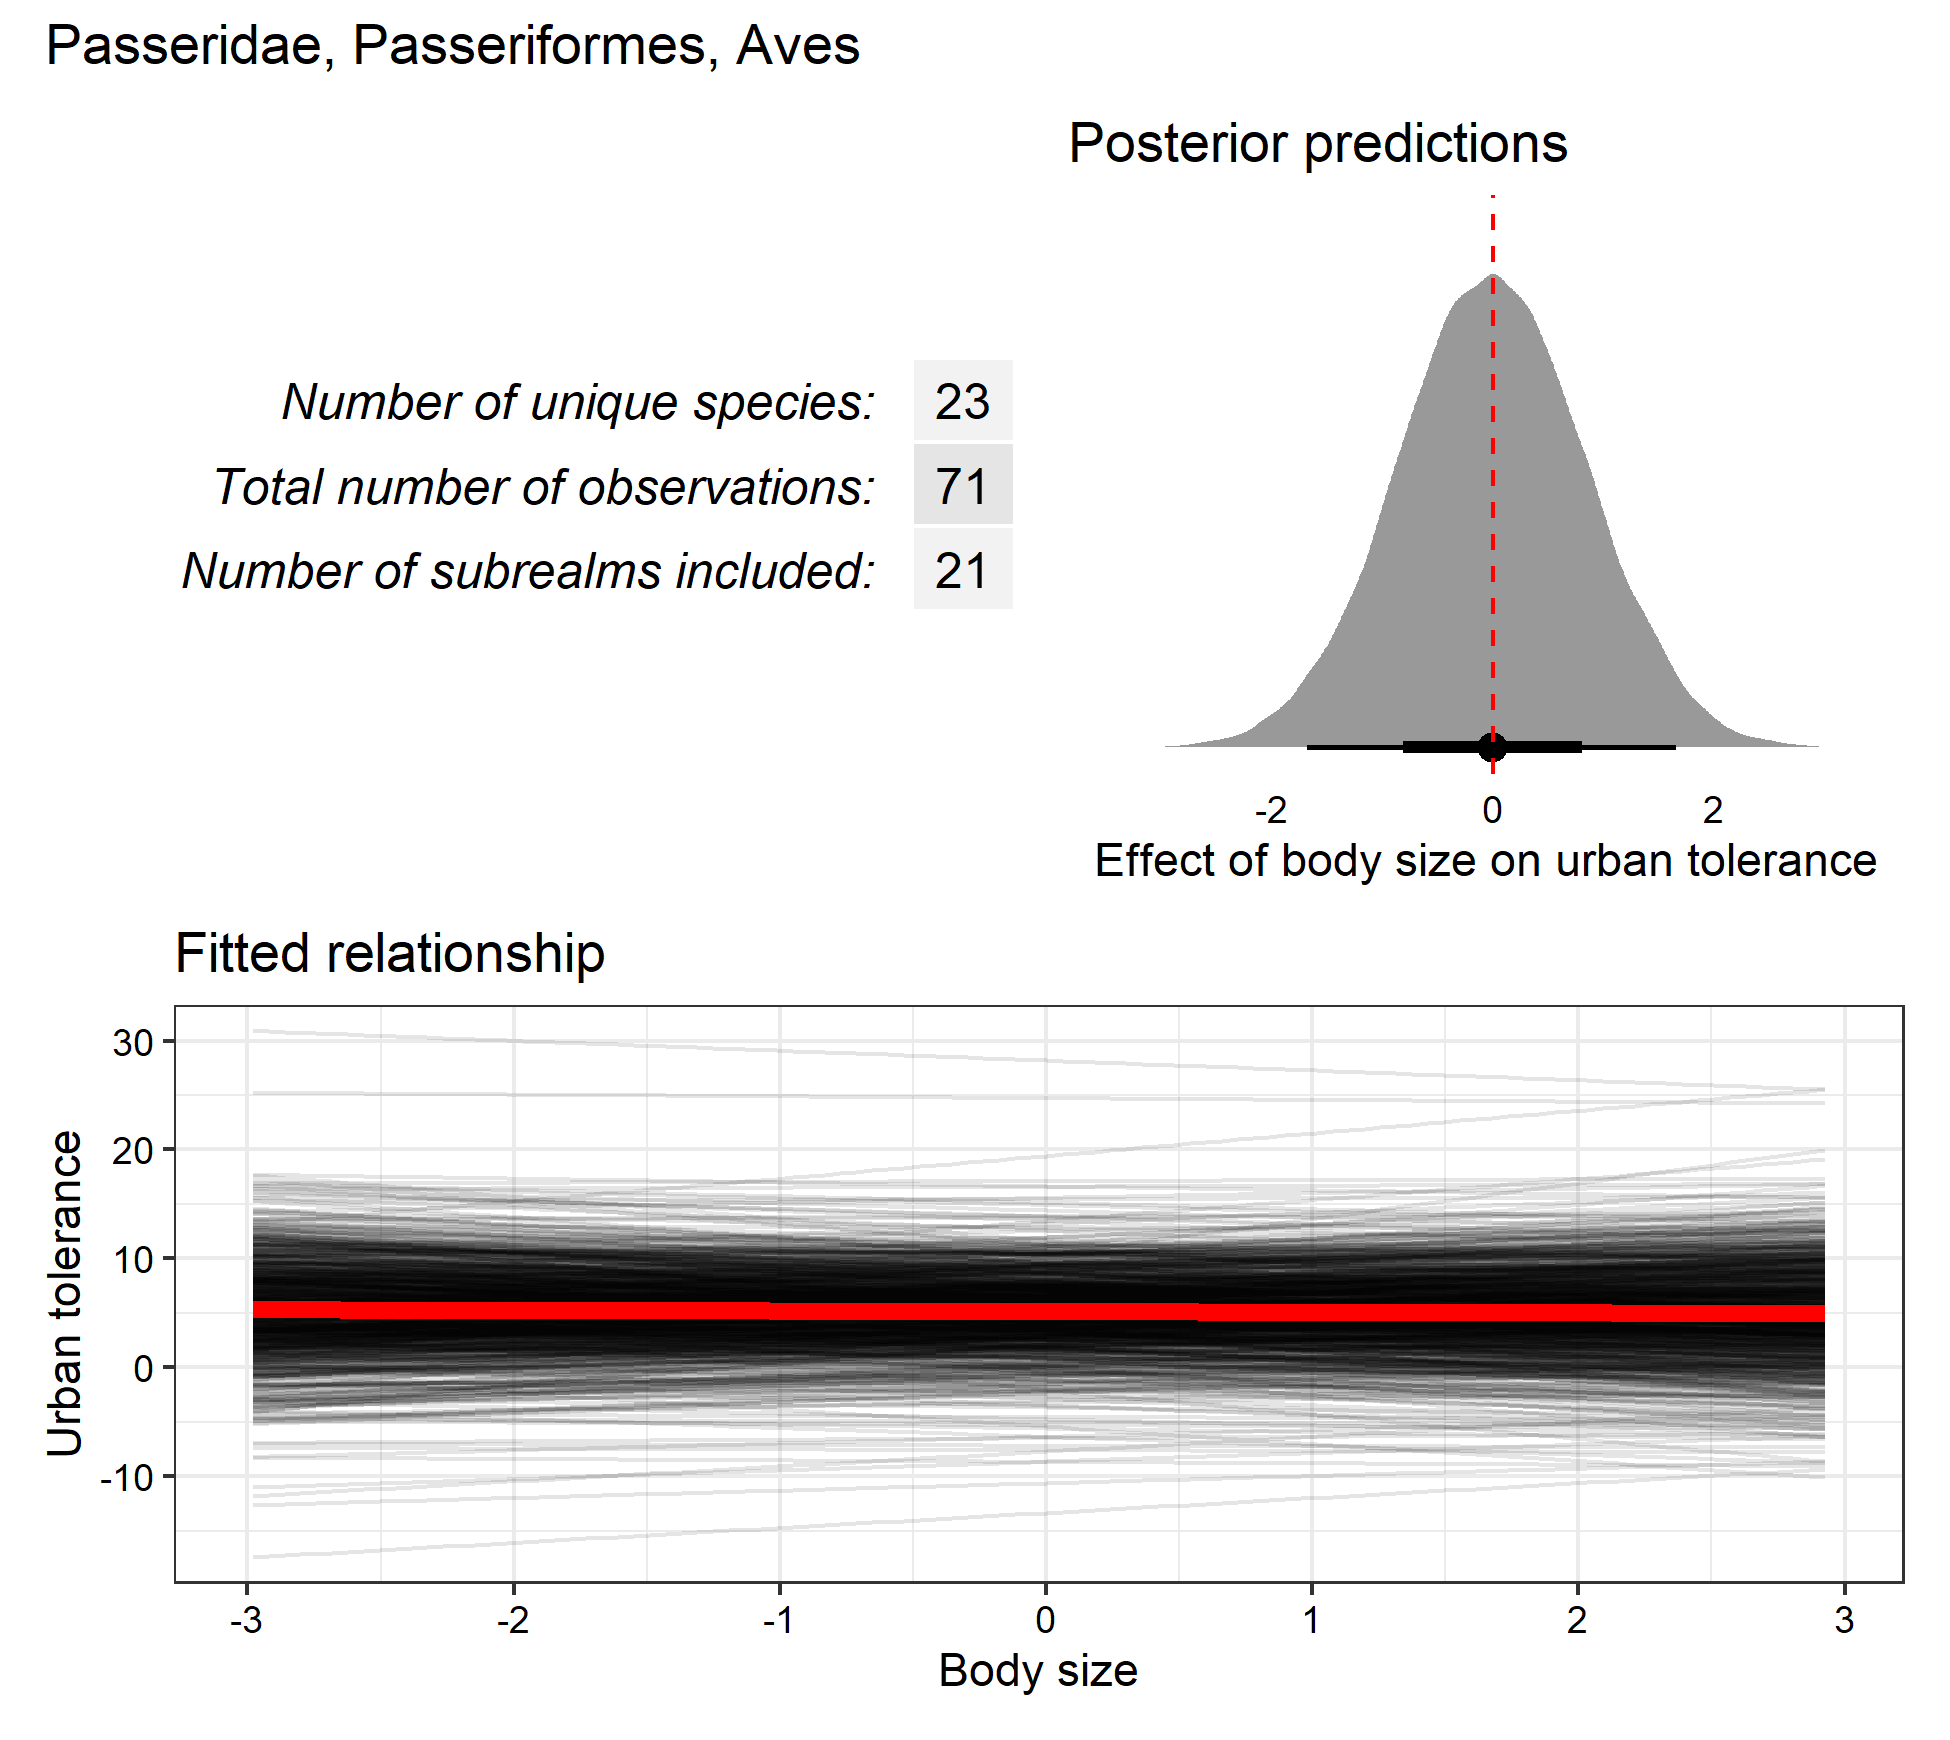 Passeridae, Passeriformes, Aves
Posterior predictions
Number of unique species: 23
Total number of observations: 71
Number of subrealms included: 21
-2 0 2
Effect of body size on urban tolerance
Fitted relationship
Urban tolerance
30
20
10
0
-10
-3 -2 -1 0 1 2 3
Body size